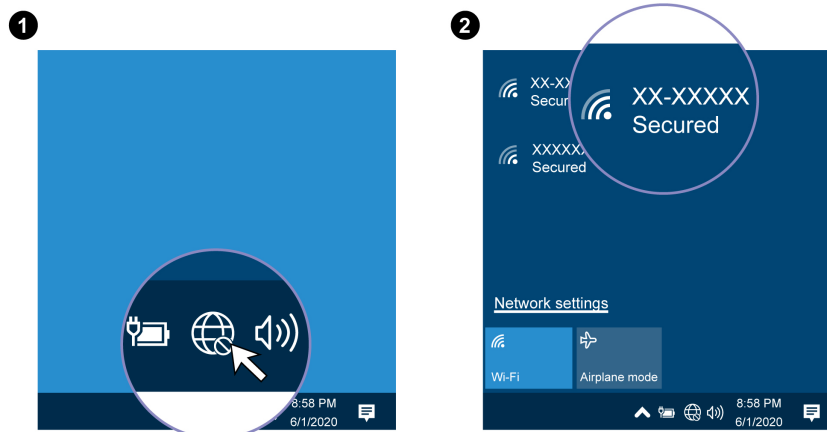 1
8:58 PM
6/1/2020
2
XX-XX
Secur
XX-XXXXX
Secured
XXXXXX
Secured
Network settings
Wi-Fi
Airplane mode
8:58 PM
6/1/2020